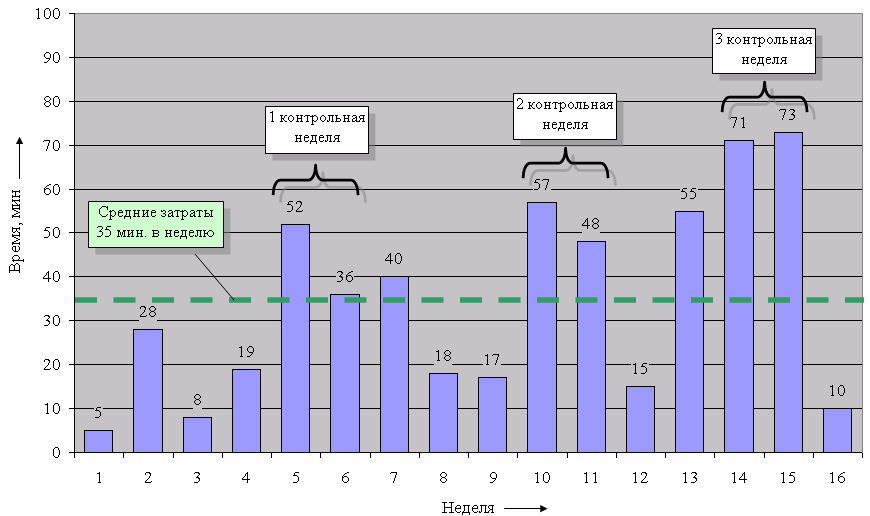 100
90
80
70
60
50
40
30
20
10
0
Время, мин
3 контрольная
неделя
2 контрольная
неделя
1 контрольная
неделя
Средние затраты
35 мин. в неделю
5
28
8
19
52
36
40
18
17
57
48
15
55
71
73
10
1 2 3 4 5 6 7 8 9 10 11 12 13 14 15 16
Неделя